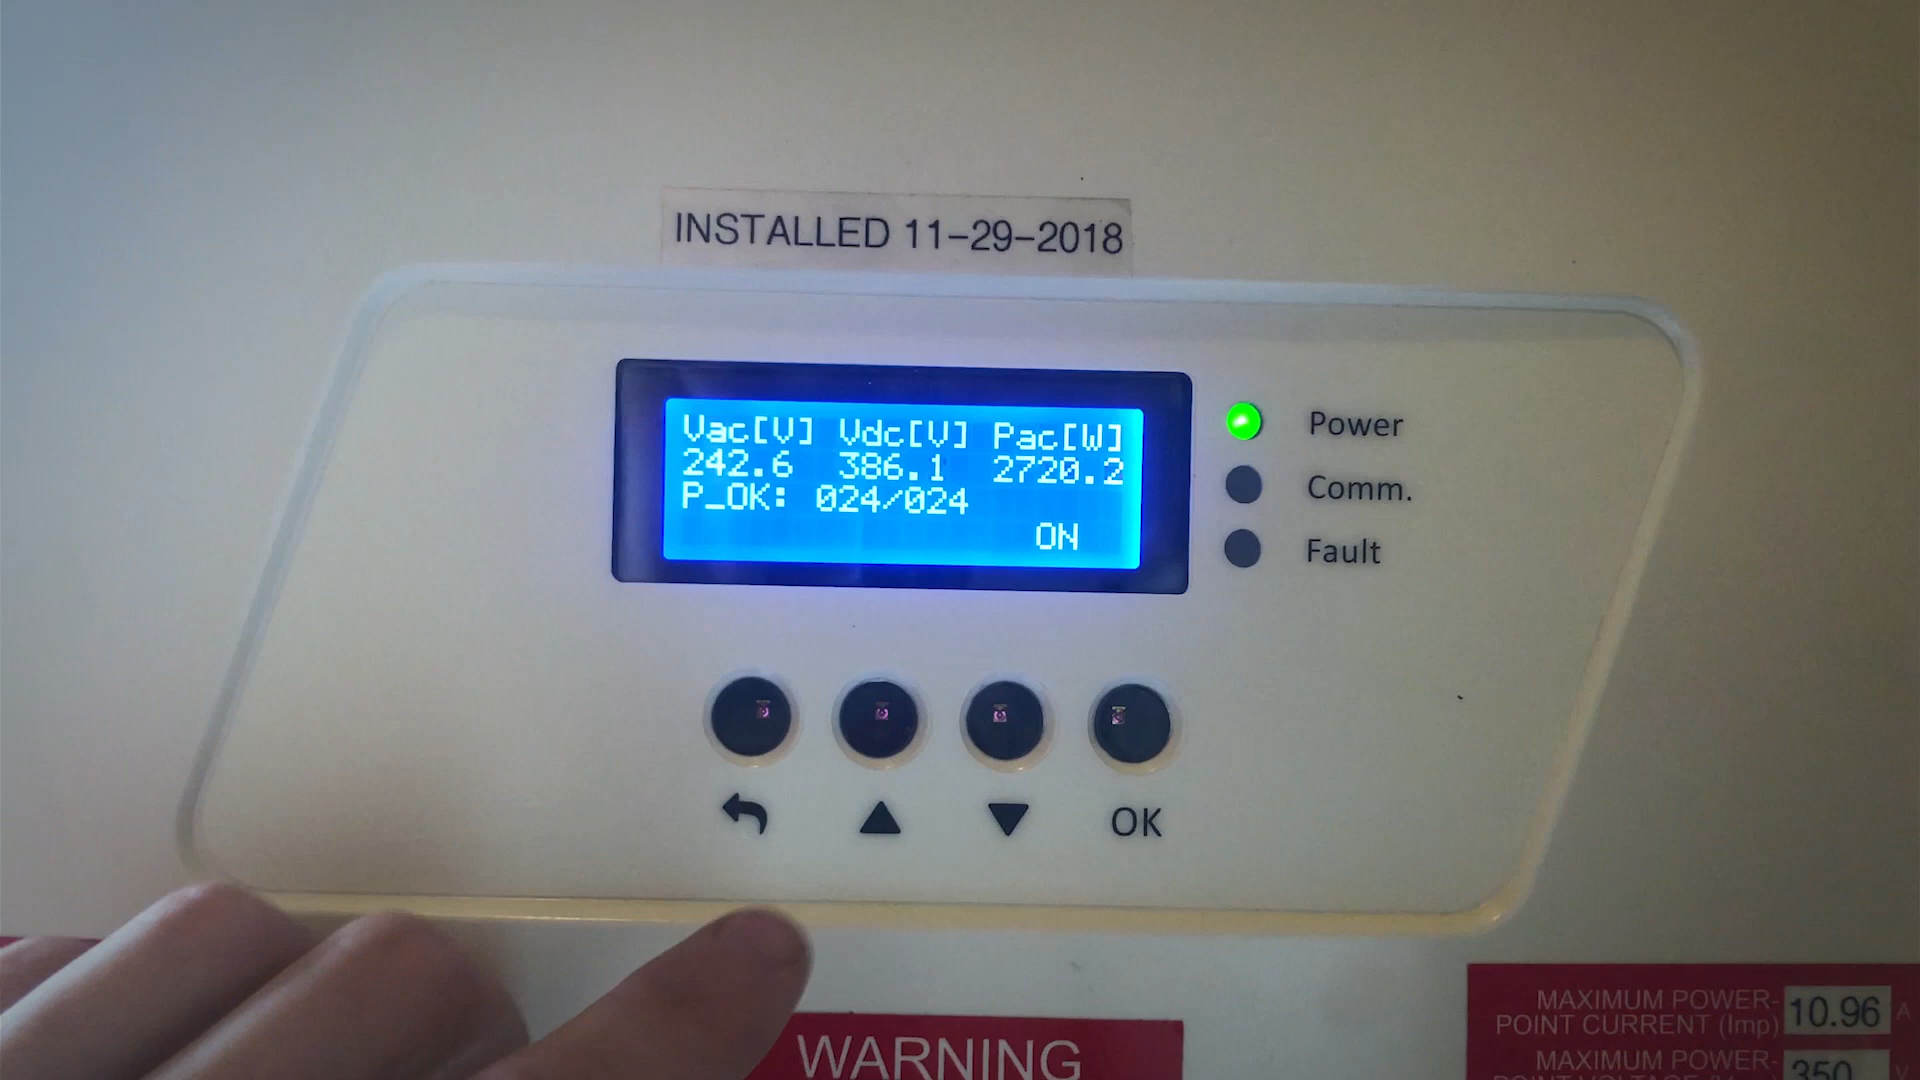 INSTALLED 11-29-2018
Vac[V] Vdc[V] Pac[W]
242.6 386.1 2720.2
P_OK: 024/024
ON
Power
Comm.
Fault
OK
WARNING
MAXIMUM POWER-
POINT CURRENT (Imp) 10.96 A
MAXIMUM POWER-
350